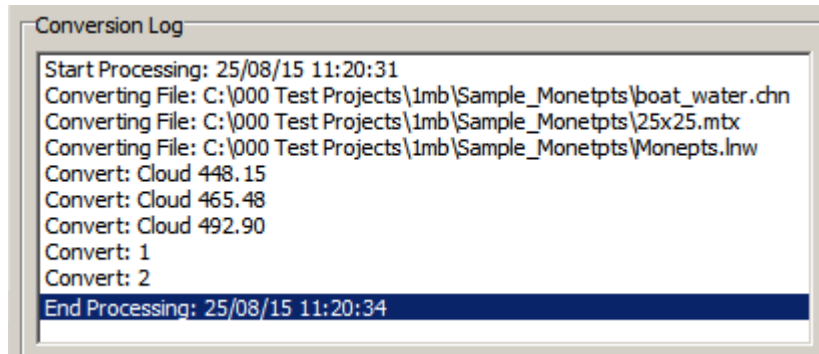 Conversion Log
Start Processing: 25/08/15 11:20:31
Converting File: C:\000 Test Projects\1mb\Sample_Monetpts\boat_water.chn
Converting File: C:\000 Test Projects\1mb\Sample_Monetpts\25x25.mtx
Converting File: C:\000 Test Projects\1mb\Sample_Monetpts\Monepts.lnw
Convert: Cloud 448.15
Convert: Cloud 465.48
Convert: Cloud 492.90
Convert: 1
Convert: 2
End Processing: 25/08/15 11:20:34